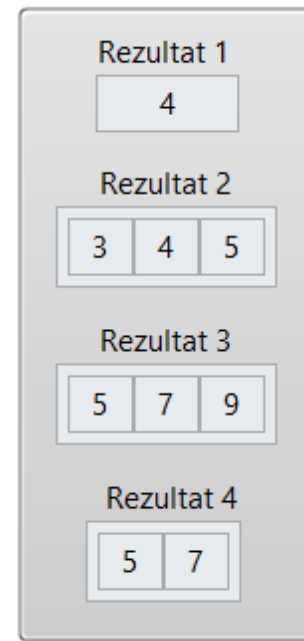 Rezultat 1
4
Rezultat 2
3 4 5
Rezultat 3
5 7 9
Rezultat 4
5 7